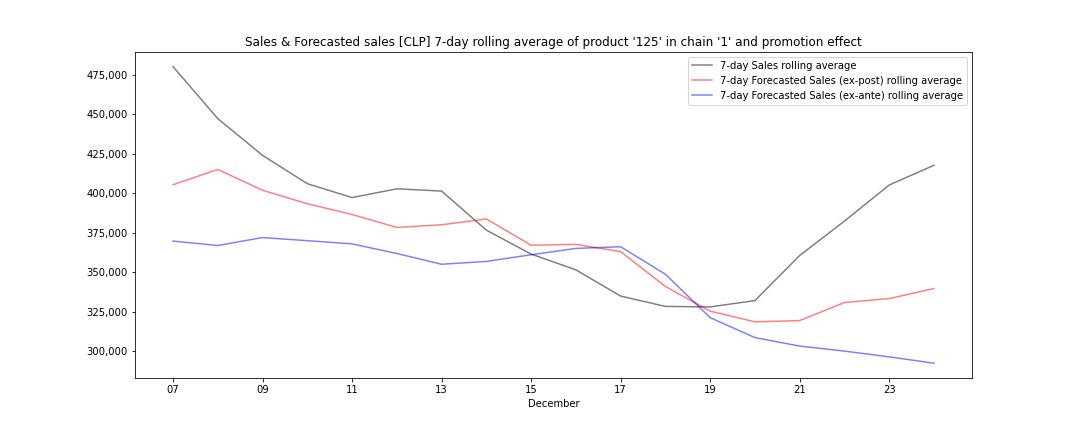 Sales & Forecasted sales [CLP] 7-day rolling average of product '125' in chain '1' and promotion effect
7-day Sales rolling average
7-day Forecasted Sales (ex-post) rolling average
7-day Forecasted Sales (ex-ante) rolling average
475,000
450,000
425,000
400,000
375,000
350,000
325,000
300,000
07 09 11 13 15 17 19 21 23
December